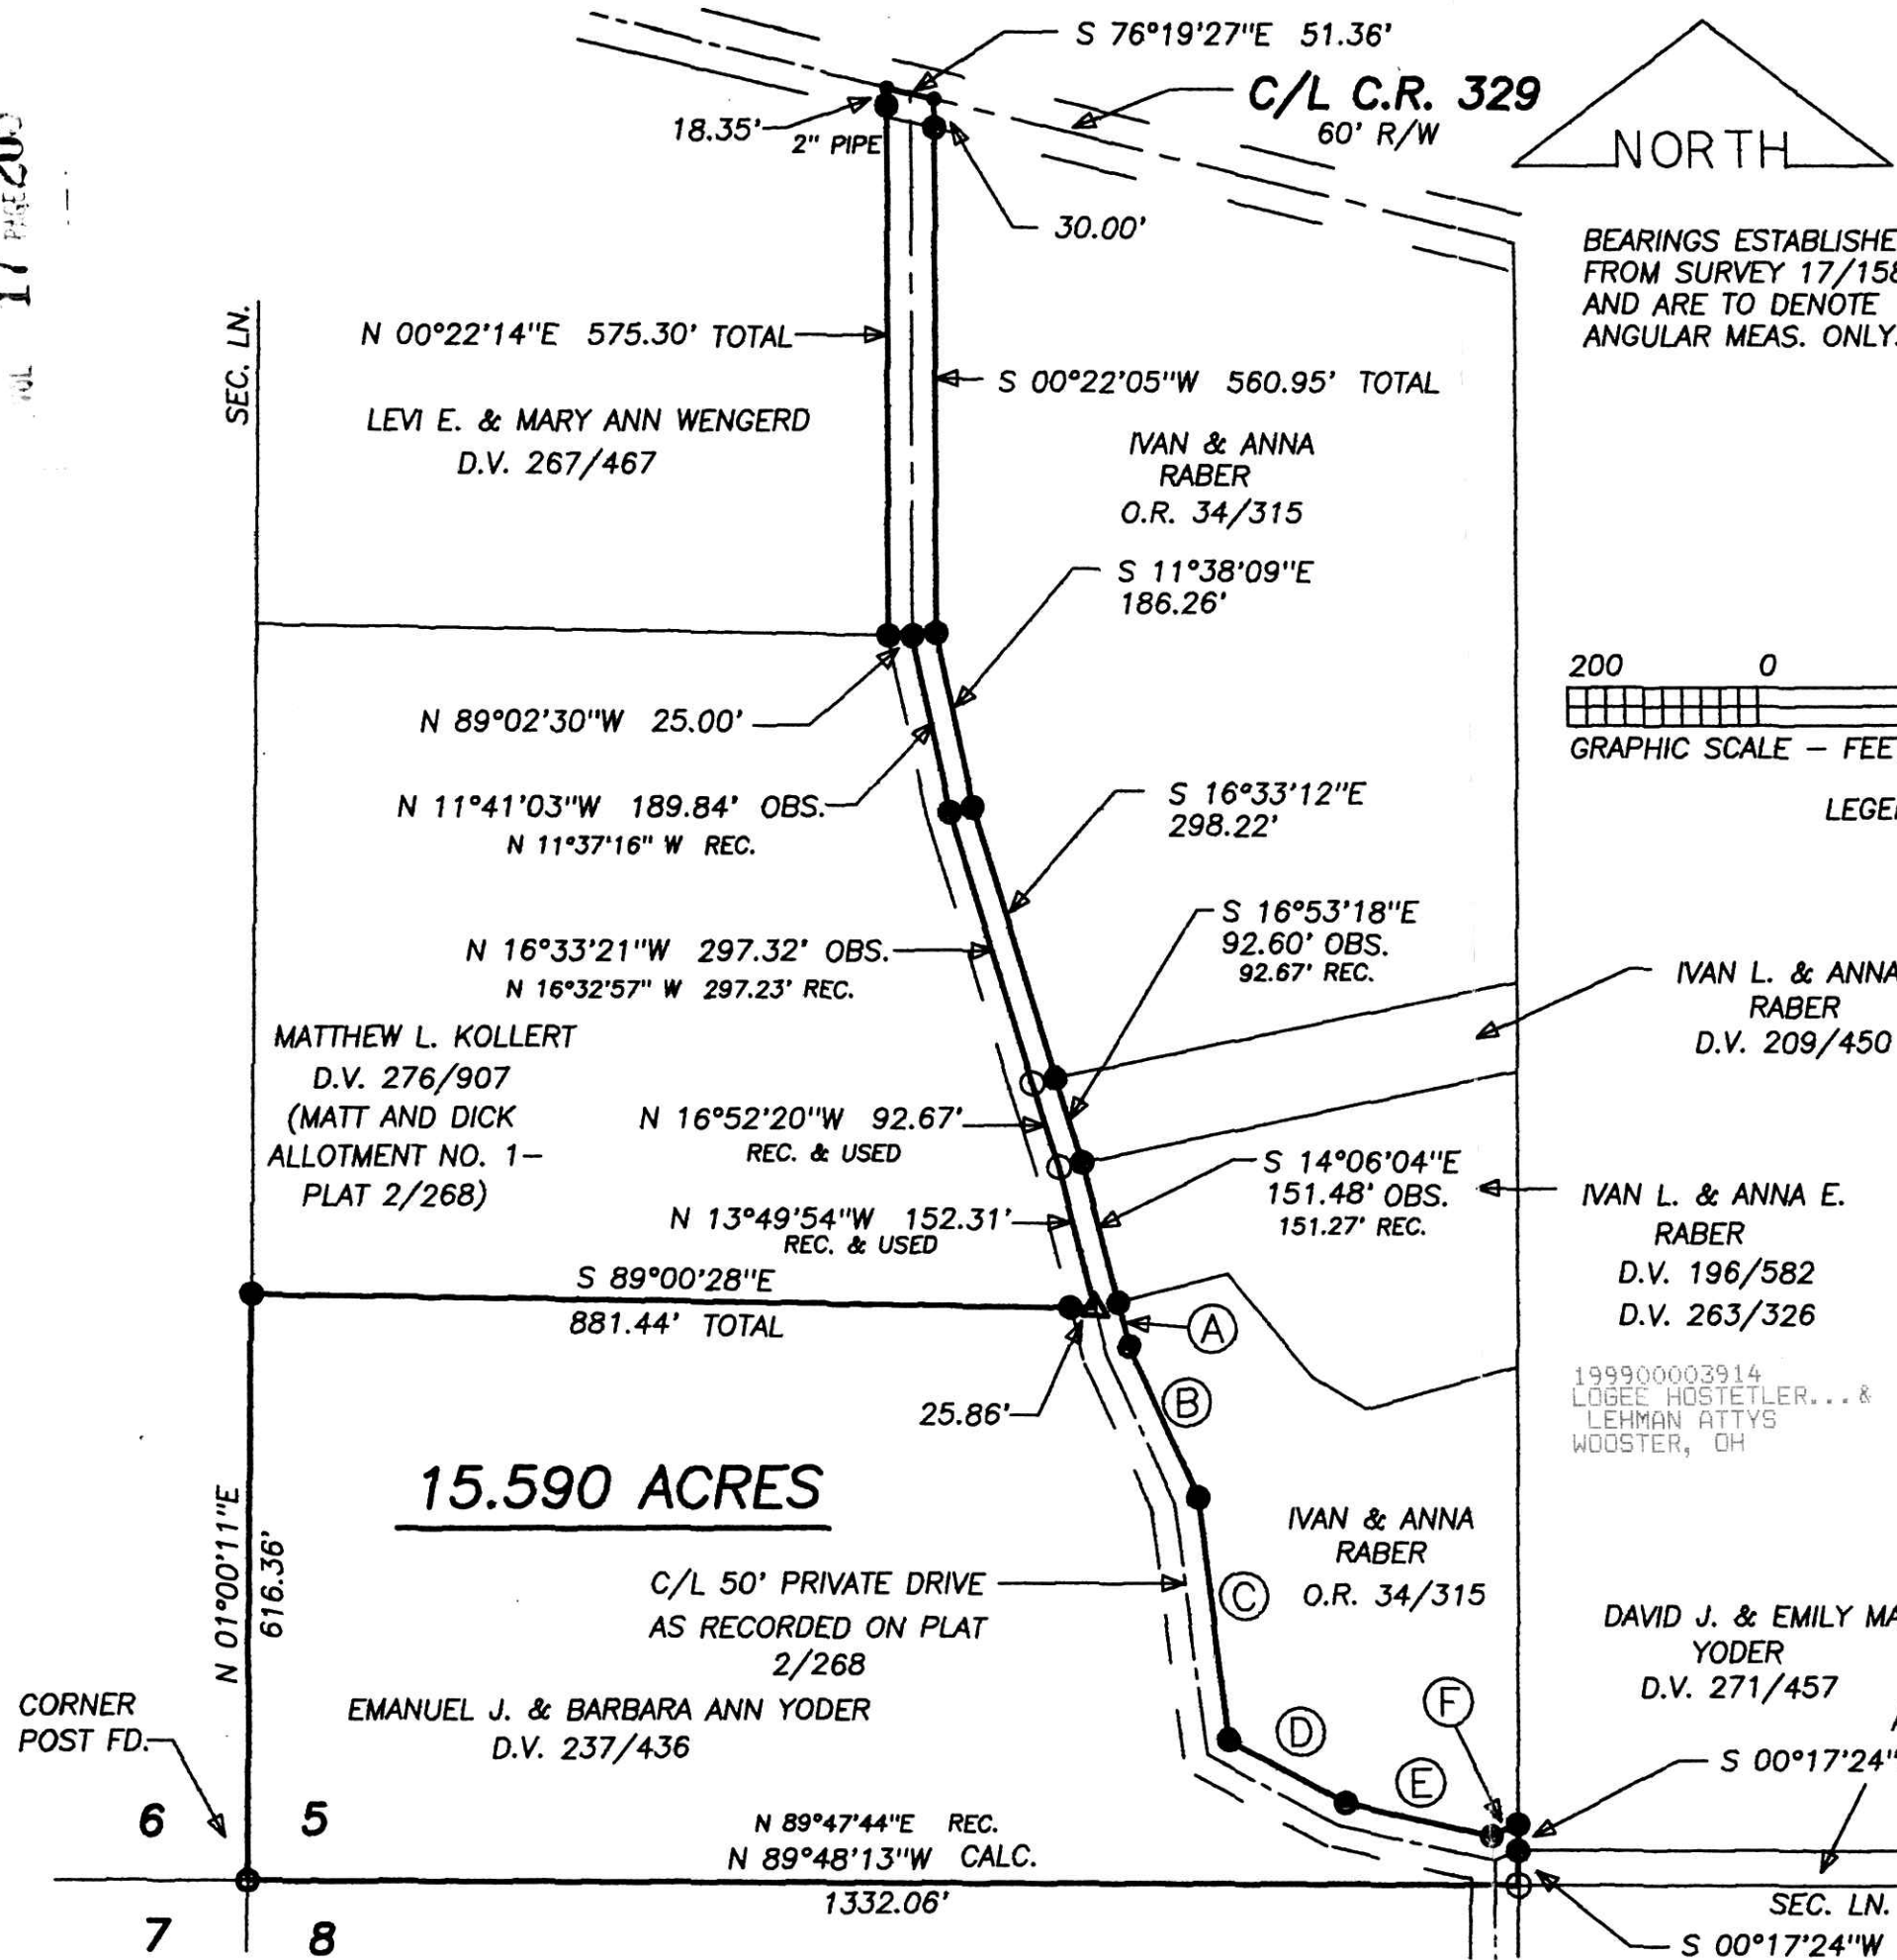 17 PAGE
S 76°19'27"E 51.36'
C/L C.R. 329
60' R/W
18.35'
2" PIPE
30.00'
NORTH
BEARINGS ESTABLISHE
FROM SURVEY 17/158
AND ARE TO DENOTE
ANGULAR MEAS. ONLY.
SEC. LN.
N 00°22'14"E 575.30' TOTAL
S 00°22'05"W 560.95' TOTAL
LEVI E. & MARY ANN WENGERD
D.V. 267/467
IVAN & ANNA
RABER
O.R. 34/315
S 11°38'09"E
186.26'
200 0
GRAPHIC SCALE – FEE
LEGE
N 89°02'30"W 25.00'
N 11°41'03"W 189.84' OBS.
N 11°37'16" W REC.
S 16°33'12"E
298.22'
N 16°33'21"W 297.32' OBS.
N 16°32'57" W 297.23' REC.
S 16°53'18"E
92.60' OBS.
92.67' REC.
IVAN L. & ANNA
RABER
D.V. 209/450
MATTHEW L. KOLLERT
D.V. 276/907
(MATT AND DICK
ALLOTMENT NO. 1–
PLAT 2/268)
N 16°52'20"W 92.67'
REC. & USED
S 14°06'04"E
151.48' OBS.
151.27' REC.
N 13°49'54"W 152.31'
REC. & USED
IVAN L. & ANNA E.
RABER
D.V. 196/582
D.V. 263/326
S 89°00'28"E
881.44' TOTAL
A
B
25.86'
199900003914
LOGEE HOSTETLER...&
LEHMAN ATTYS
WOOSTER, OH
15.590 ACRES
N 01°00'11"E
616.36'
C/L 50' PRIVATE DRIVE
AS RECORDED ON PLAT
2/268
C
IVAN & ANNA
RABER
O.R. 34/315
DAVID J. & EMILY MA
YODER
D.V. 271/457
CORNER
POST FD.
EMANUEL J. & BARBARA ANN YODER
D.V. 237/436
D
E
F
S 00°17'24"
6 5
N 89°47'44"E REC.
N 89°48'13"W CALC.
1332.06'
7 8
SEC. LN.
S 00°17'24"W